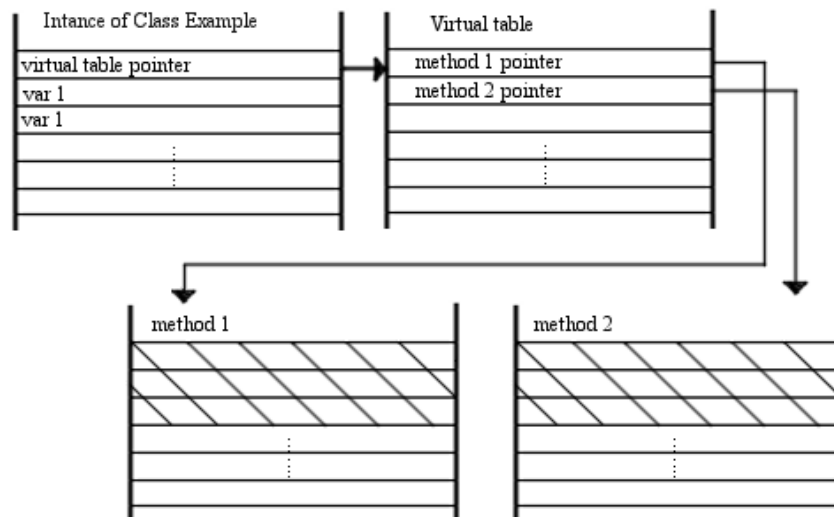 Intance of Class Example
Virtual table
virtual table pointer
method 1 pointer
var 1
method 2 pointer
var 1
method 1
method 2